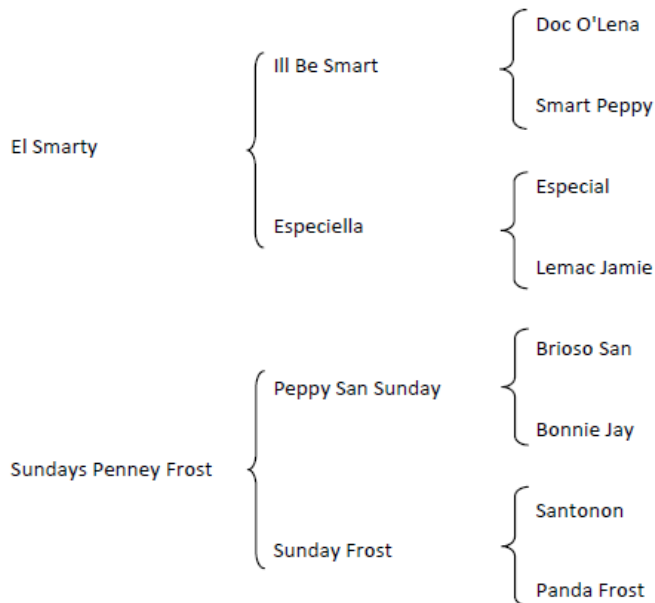 Doc O'Lena
Ill Be Smart
Smart Peppy
El Smarty
Especial
Especiella
Lemac Jamie
Brioso San
Peppy San Sunday
Bonnie Jay
Sundays Penney Frost
Santonon
Sunday Frost
Panda Frost